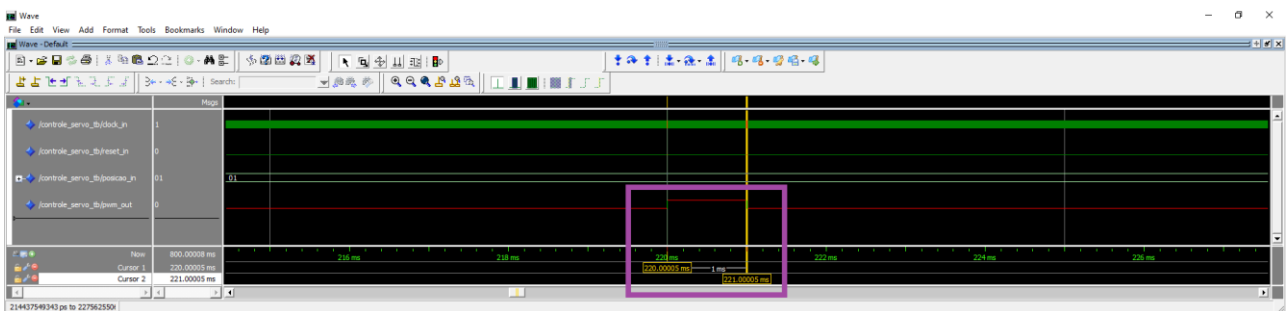 Wave
File Edit View Add Format Tools Bookmarks Window Help
Wave - Default
Search:
Msgs
/controle_servo_tb/clock_in 1
/controle_servo_tb/reset_in 0
/controle_servo_tb/posicao_in 01 01
/controle_servo_tb/pwm_out 0
Now 800.00008 ms 216 ms 218 ms 220 ms 222 ms 224 ms 226 ms
Cursor 1 220.00005 ms 220.00005 ms 1 ms
Cursor 2 221.00005 ms 221.00005 ms